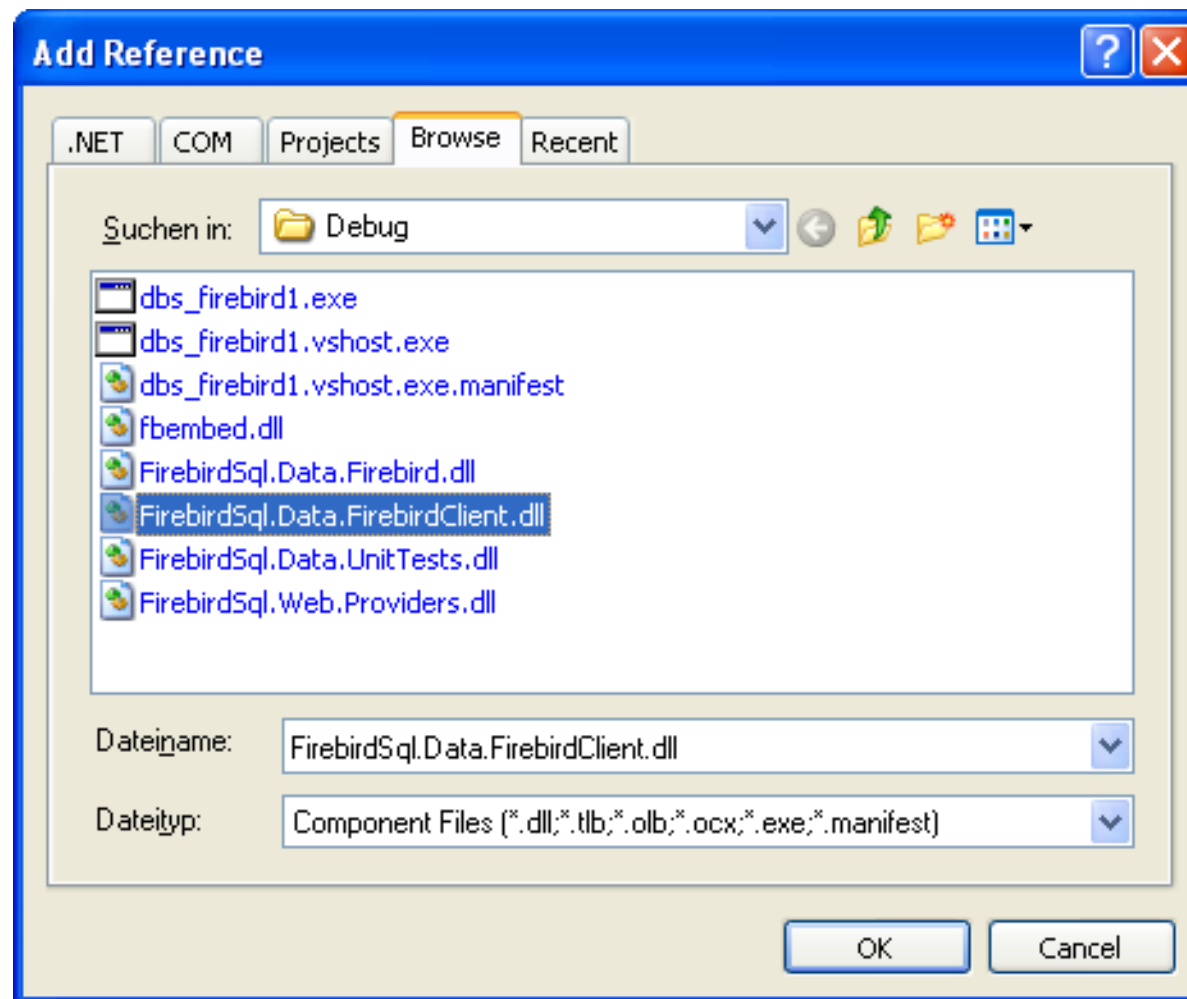 Add Reference
.NET COM Projects Browse Recent
Suchen in: Debug
dbs_firebird1.exe
dbs_firebird1.vshost.exe
dbs_firebird1.vshost.exe.manifest
fbembed.dll
FirebirdSql.Data.Firebird.dll
FirebirdSql.Data.FirebirdClient.dll
FirebirdSql.Data.UnitTests.dll
FirebirdSql.Web.Providers.dll
Dateiname: FirebirdSql.Data.FirebirdClient.dll
Dateityp: Component Files (*.dll;*.tlb;*.olb;*.ocx;*.exe;*.manifest)
OK Cancel